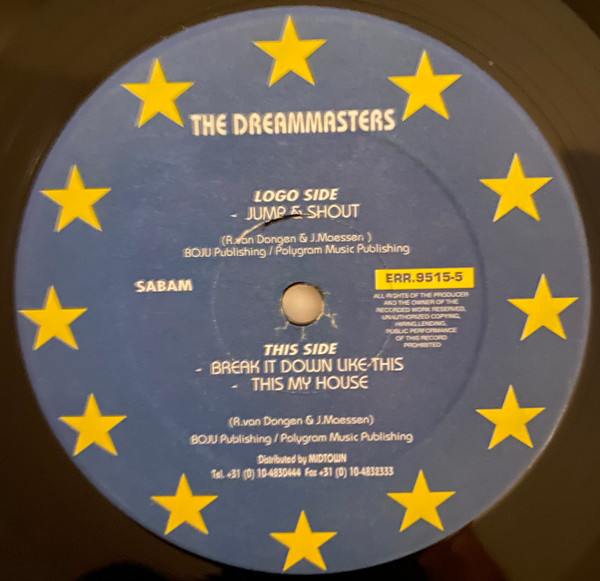 THE DREAMMASTERS
LOGO SIDE
- JUMP & SHOUT
(R.van Dongen & J.Maessen )
BOJU Publishing / Polygram Music Publishing
SABAM
ERR.9515-5
ALL RIGHTS OF THE PRODUCER
AND THE OWNER OF THE
RECORDED WORK RESERVED,
UNAUTHORIZED COPYING,
HIRING,LENDING,
PUBLIC PERFORMANCE
OF THIS RECORD
PROHIBITED
THIS SIDE
- BREAK IT DOWN LIKE THIS
- THIS MY HOUSE
(R.van Dongen & J.Maessen)
BOJU Publishing / Polygram Music Publishing
Distributed by MIDTOWN
Tel. +31 (0) 10-4830444 Fax +31 (0) 10-4832333